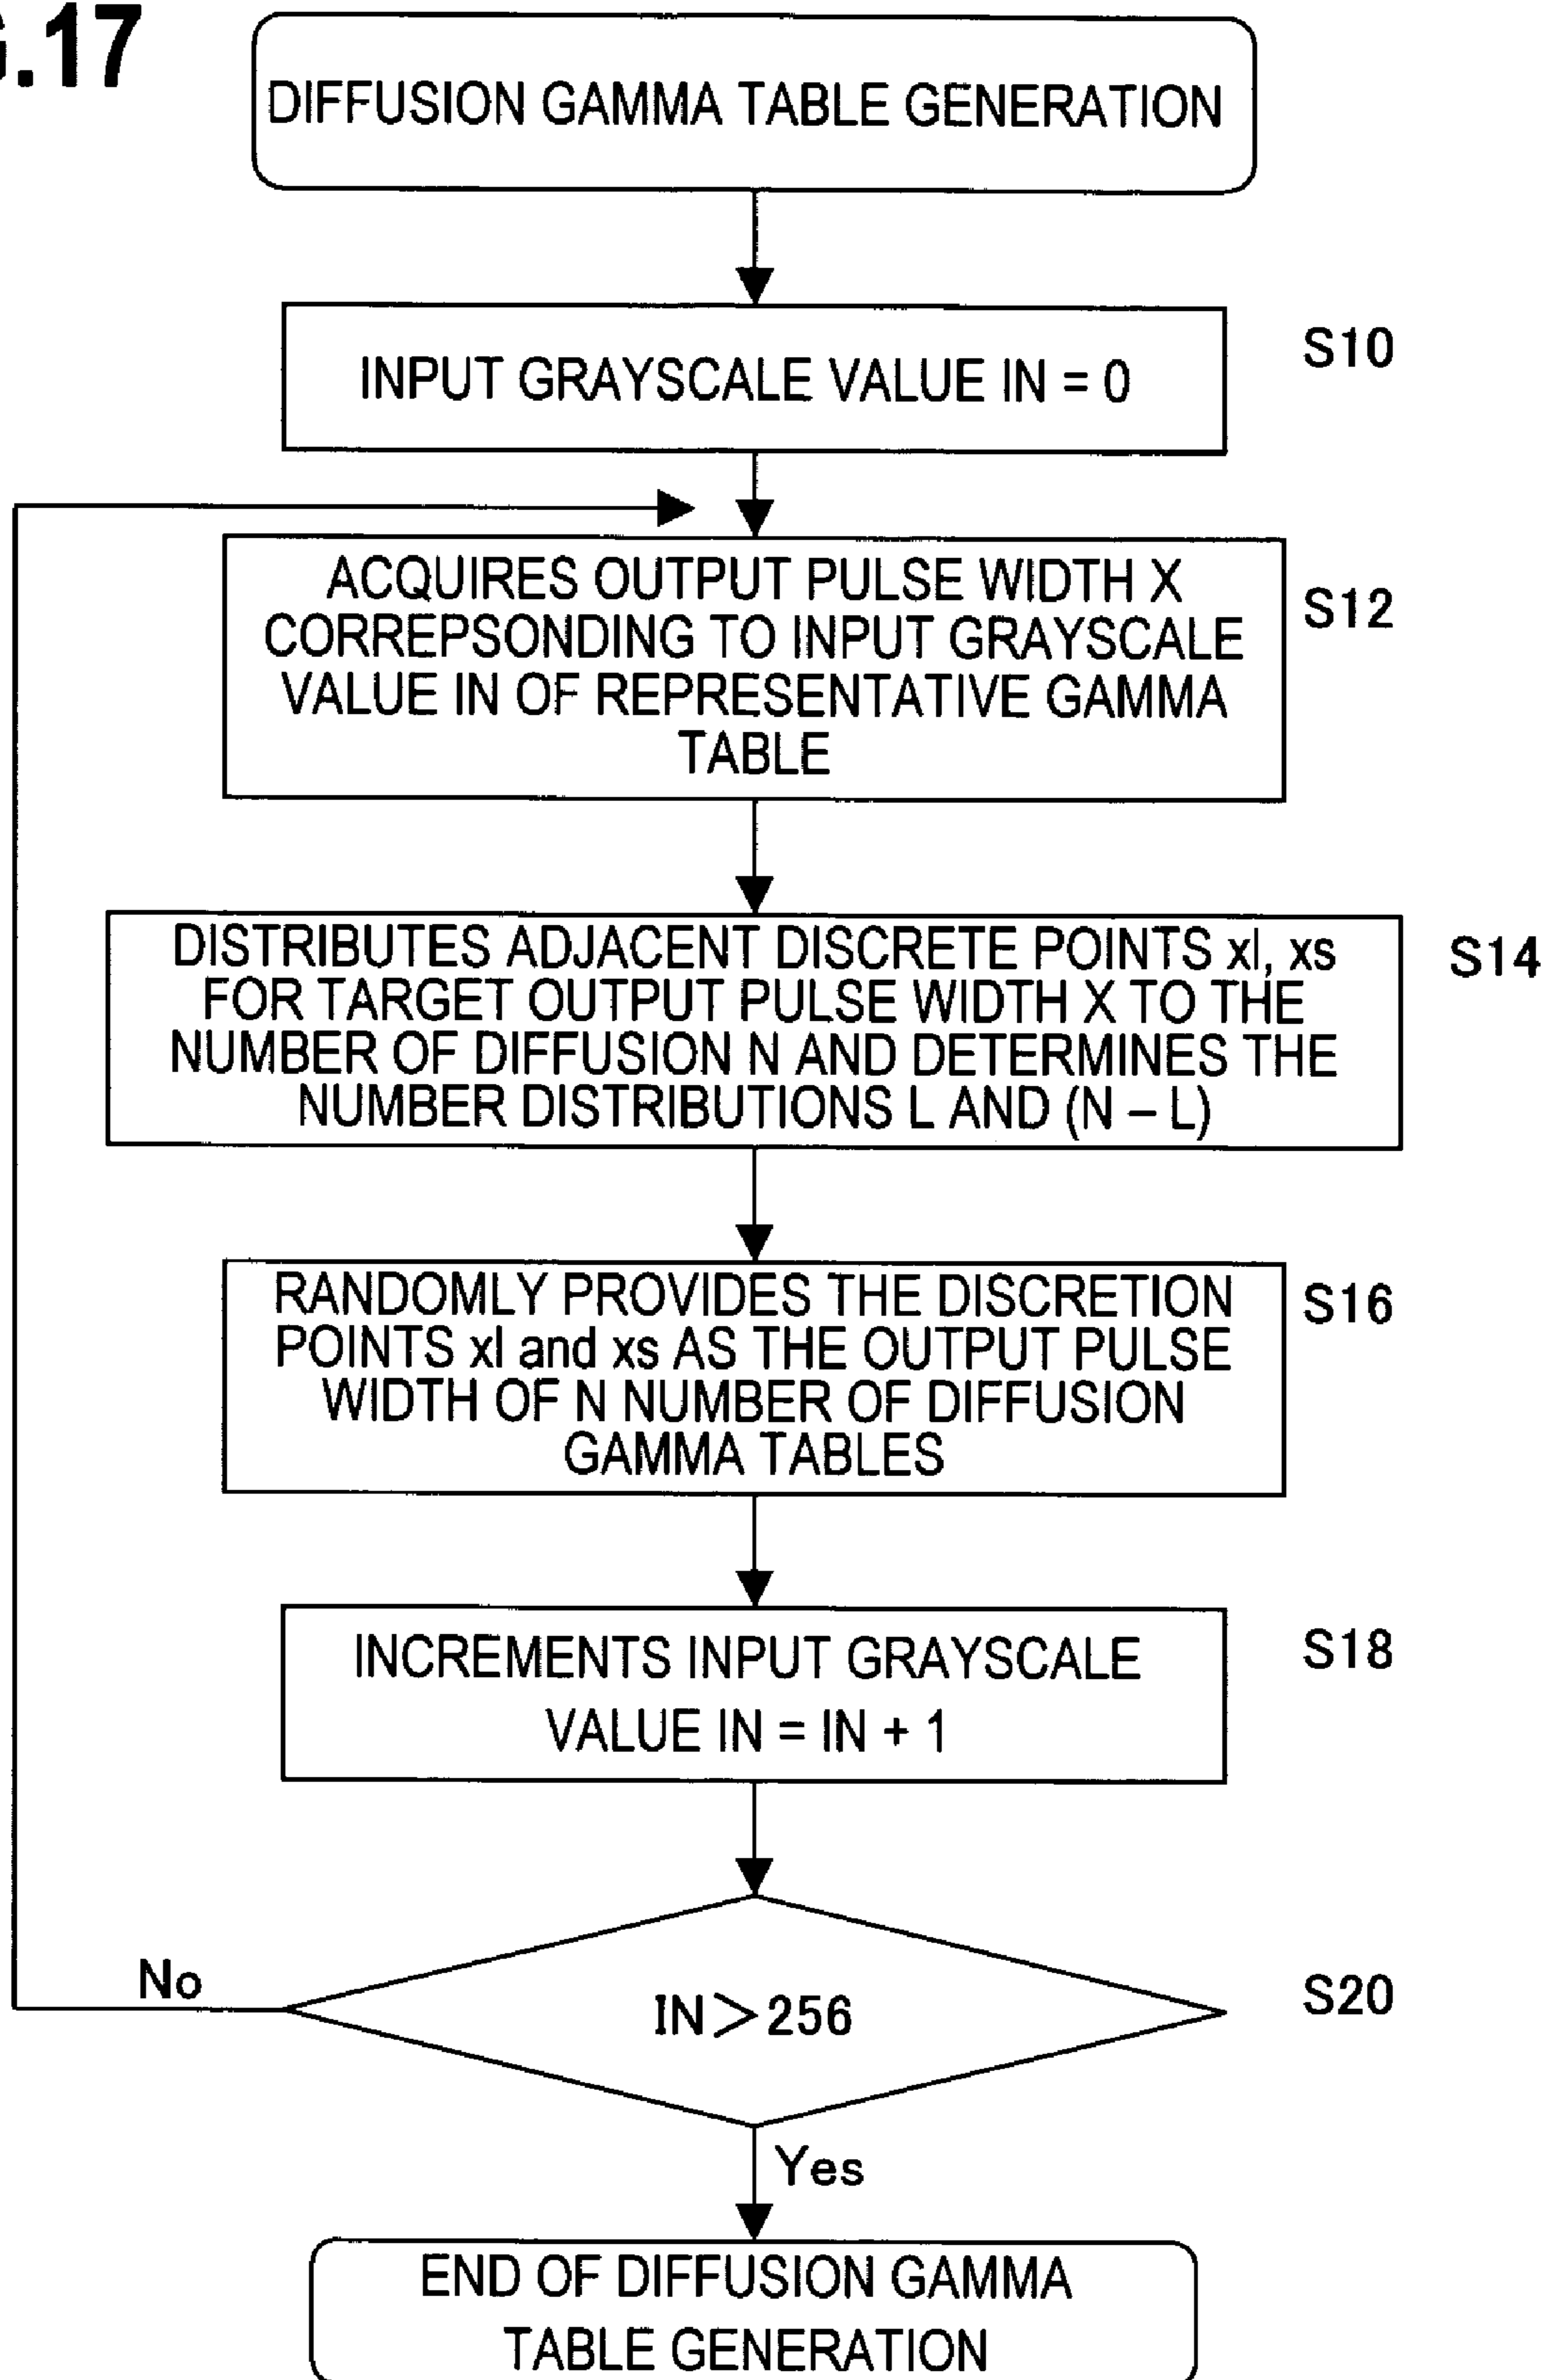 G.17
DIFFUSION GAMMA TABLE GENERATION
INPUT GRAYSCALE VALUE IN = 0
S10
ACQUIRES OUTPUT PULSE WIDTH X
CORREPSONDING TO INPUT GRAYSCALE
VALUE IN OF REPRESENTATIVE GAMMA
TABLE
S12
DISTRIBUTES ADJACENT DISCRETE POINTS xl, xs
FOR TARGET OUTPUT PULSE WIDTH X TO THE
NUMBER OF DIFFUSION N AND DETERMINES THE
NUMBER DISTRIBUTIONS L AND (N – L)
S14
RANDOMLY PROVIDES THE DISCRETION
POINTS xl and xs AS THE OUTPUT PULSE
WIDTH OF N NUMBER OF DIFFUSION
GAMMA TABLES
S16
INCREMENTS INPUT GRAYSCALE
VALUE IN = IN + 1
S18
No
IN＞256
S20
Yes
END OF DIFFUSION GAMMA
TABLE GENERATION